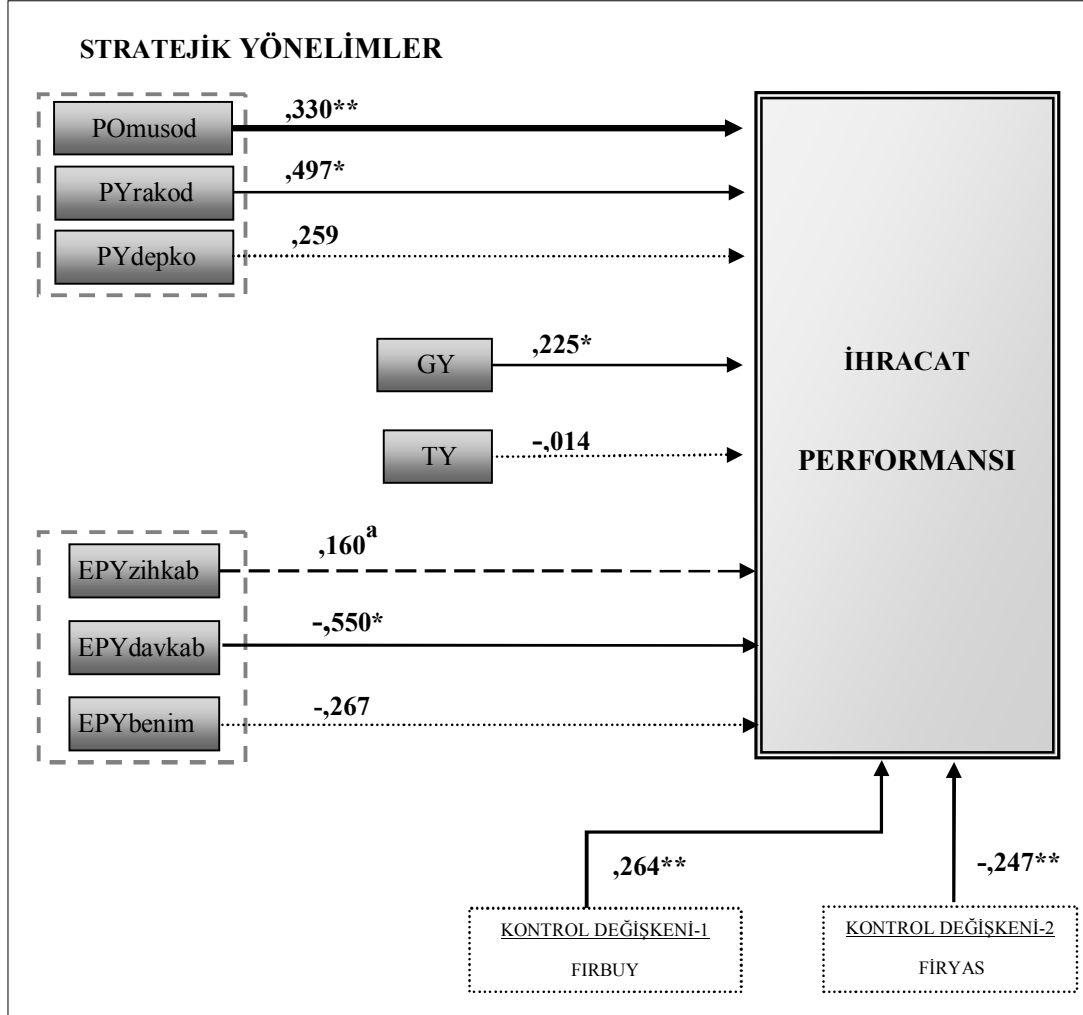 STRATEJİK YÖNELİMLER
POmusod
,330**
PYrakod
,497*
PYdepko
,259
GY
,225*
TY
-,014
EPYzihkab
,160a
EPYdavkab
-,550*
EPYbenim
-,267
İHRACAT
PERFORMANSI
,264**
-,247**
KONTROL DEĞİŞKENİ-1
FIRBUY
KONTROL DEĞİŞKENİ-2
FİRYAS